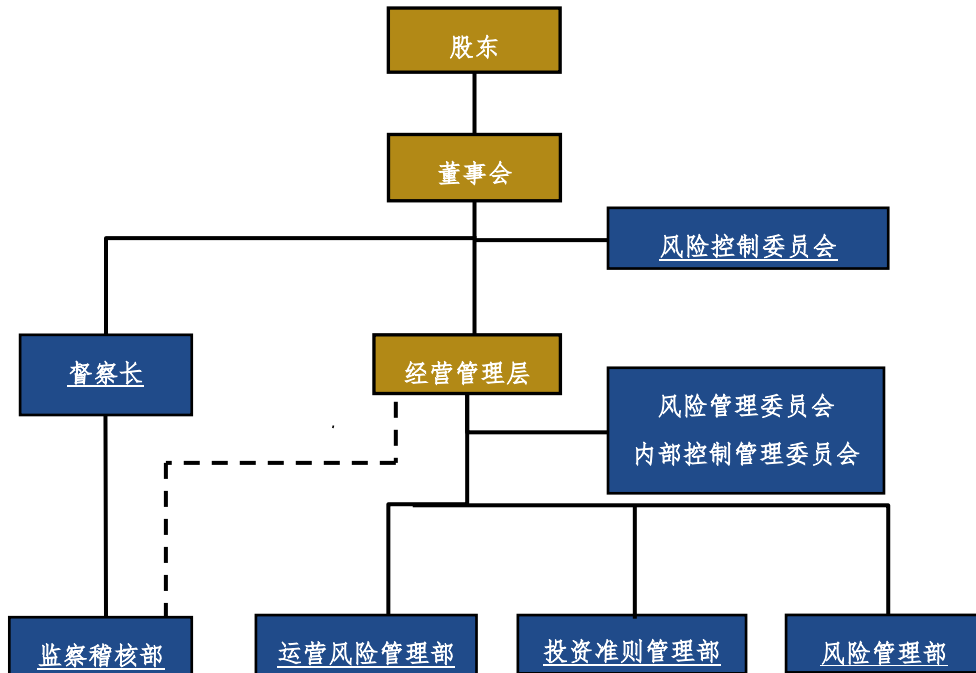 股东
董事会
风险控制委员会
督察长
经营管理层
风险管理委员会
内部控制管理委员会
监察稽核部
运营风险管理部
投资准则管理部
风险管理部